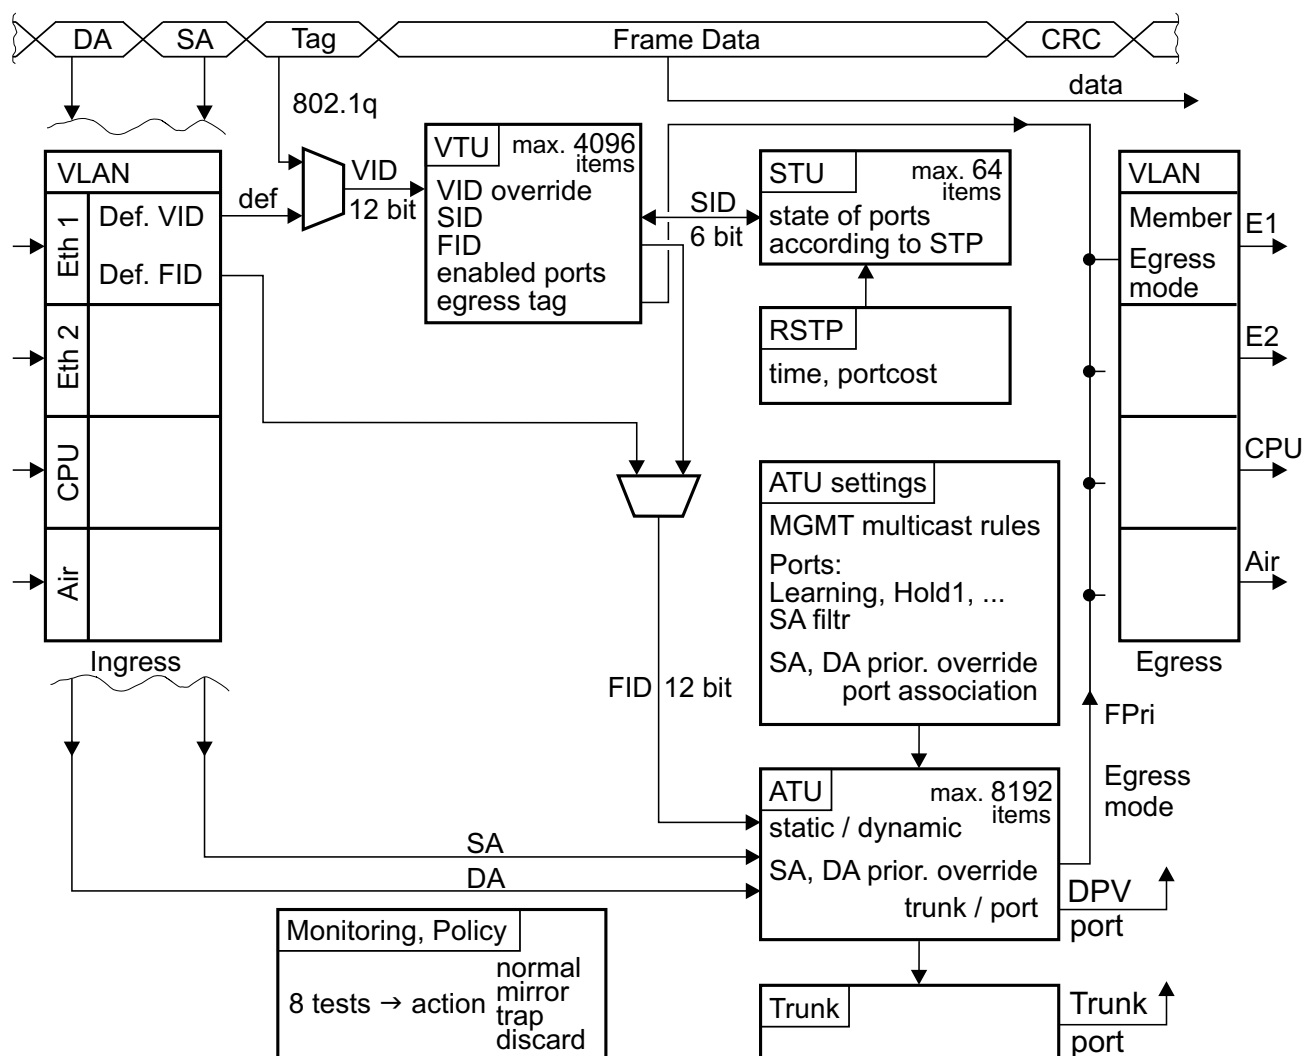 DA
SA
Tag
Frame Data
CRC
data
802.1q
VLAN
Eth 1
Def. VID
Def. FID
Eth 2
CPU
Air
Ingress
def
VID
12 bit
VTU
max. 4096
items
VID override
SID
FID
enabled ports
egress tag
SID
6 bit
STU
max. 64
items
state of ports
according to STP
RSTP
time, portcost
VLAN
Member
Egress
mode
E1
E2
CPU
Air
Egress
ATU settings
MGMT multicast rules
Ports:
Learning, Hold1, ...
SA filtr
SA, DA prior. override
port association
FID 12 bit
FPri
Egress
mode
ATU
max. 8192
items
static / dynamic
SA, DA prior. override
trunk / port
SA
DA
DPV
port
Monitoring, Policy
8 tests → action
normal
mirror
trap
discard
Trunk
Trunk
port